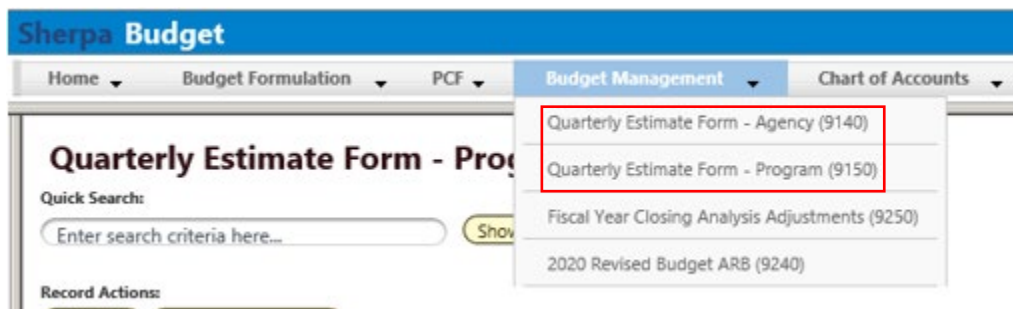 Sherpa Budget
Home Budget Formulation PCF Budget Management Chart of Accounts
Quarterly Estimate Form - Agency (9140)
Quarterly Estimate Form - Program (9150)
Fiscal Year Closing Analysis Adjustments (9250)
2020 Revised Budget ARB (9240)
Quarterly Estimate Form - Prog
Quick Search:
Enter search criteria here...
Show
Record Actions: